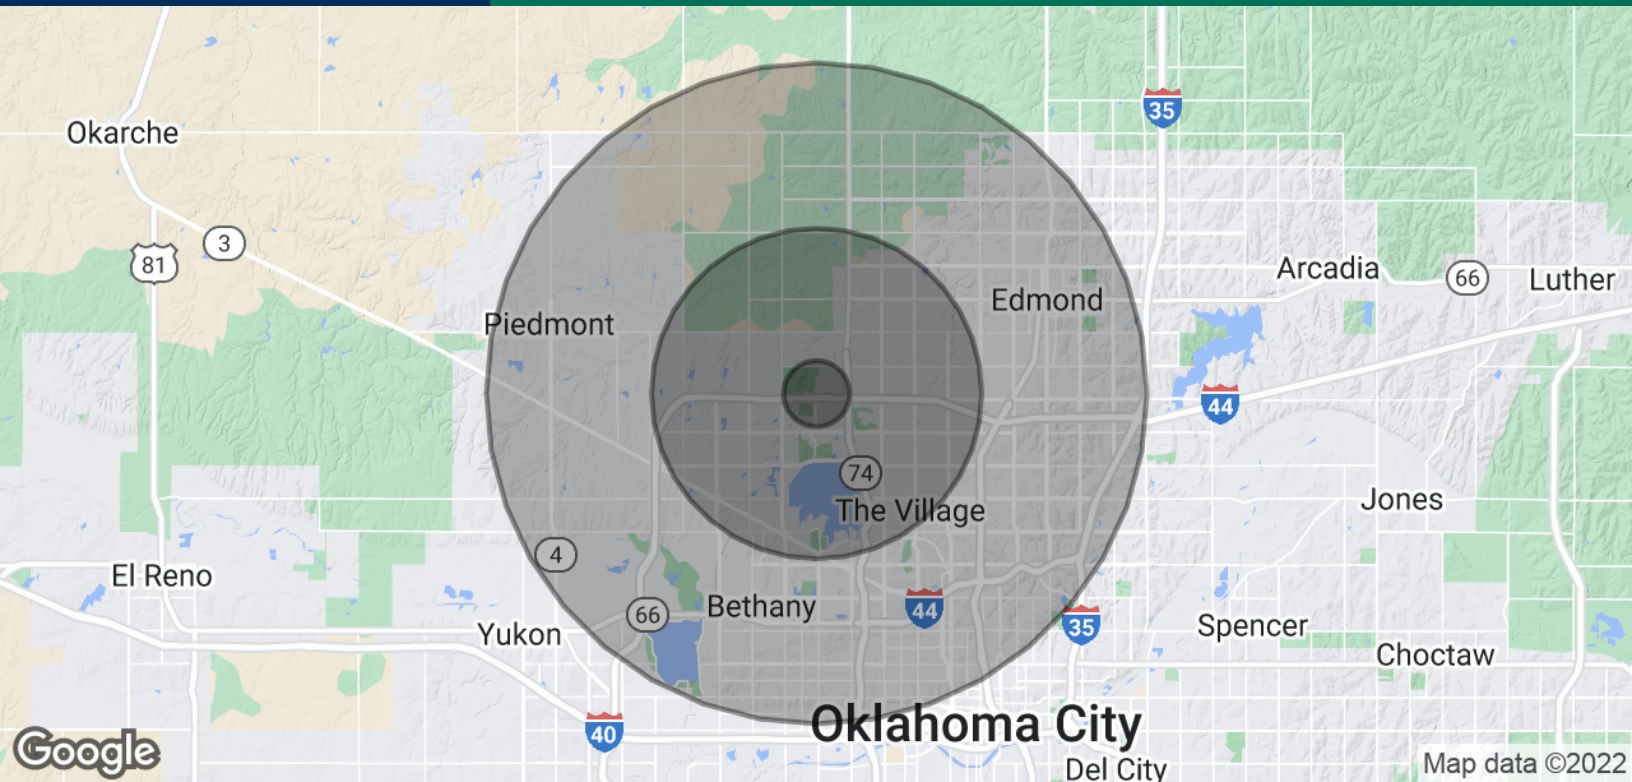 35
Okarche
3
81
Arcadia
66
Luther
Edmond
Piedmont
44
74
The Village
Jones
4
El Reno
66
Bethany
44
35
Spencer
Yukon
Choctaw
Oklahoma City
40
Google
Del City
Map data ©2022